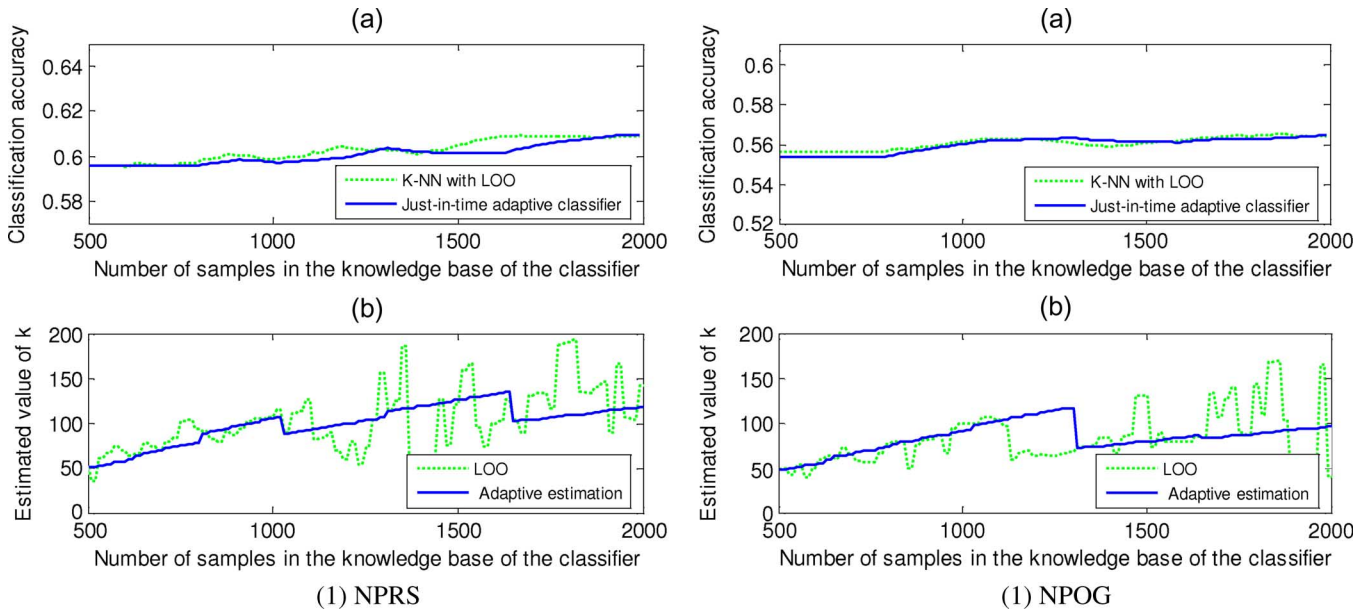 (a)
Classification accuracy
0.64
0.62
0.6
0.58
K-NN with LOO
Just-in-time adaptive classifier
500 1000 1500 2000
Number of samples in the knowledge base of the classifier
(b)
Estimated value of k
200
150
100
50
0
LOO
Adaptive estimation
500 1000 1500 2000
Number of samples in the knowledge base of the classifier
(1) NPRS
(a)
Classification accuracy
0.6
0.58
0.56
0.54
0.52
K-NN with LOO
Just-in-time adaptive classifier
500 1000 1500 2000
Number of samples in the knowledge base of the classifier
(b)
Estimated value of k
200
150
100
50
0
LOO
Adaptive estimation
500 1000 1500 2000
Number of samples in the knowledge base of the classifier
(1) NPOG